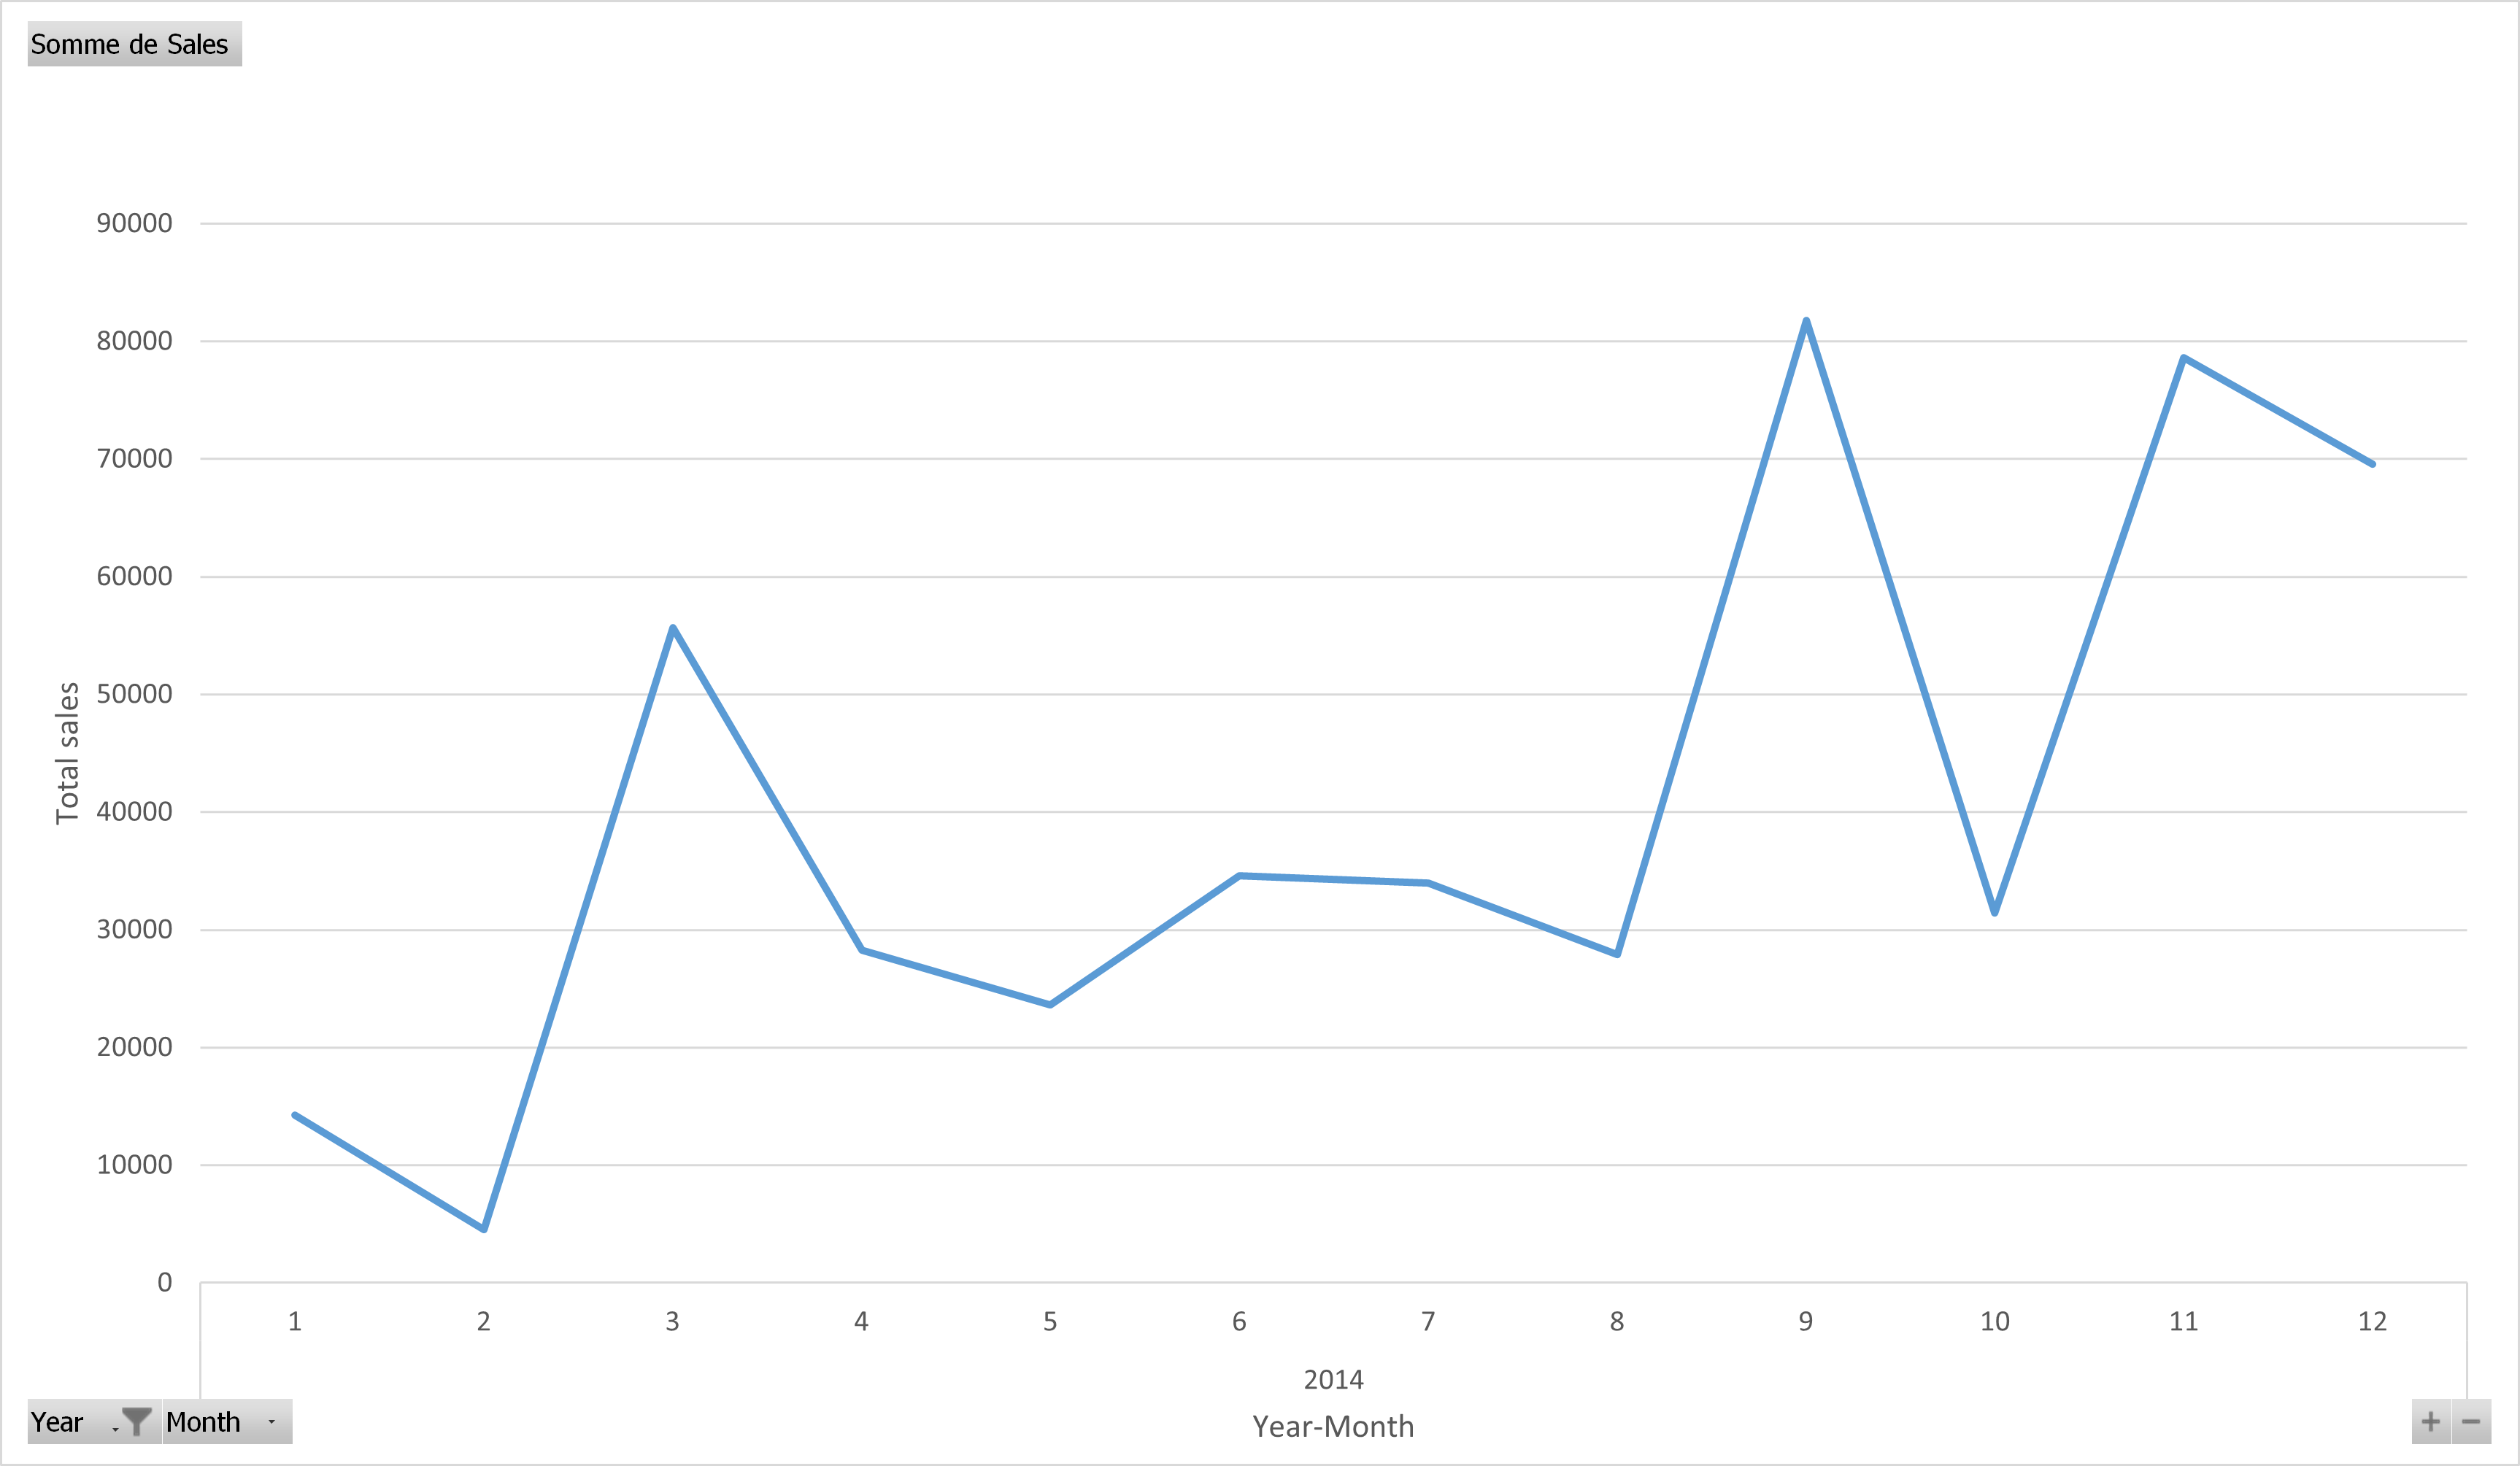 Somme de Sales
90000
80000
70000
60000
50000
40000
30000
20000
10000
0
Total sales
1 2 3 4 5 6 7 8 9 10 11 12
2014
Year-Month
Year Month
+ −